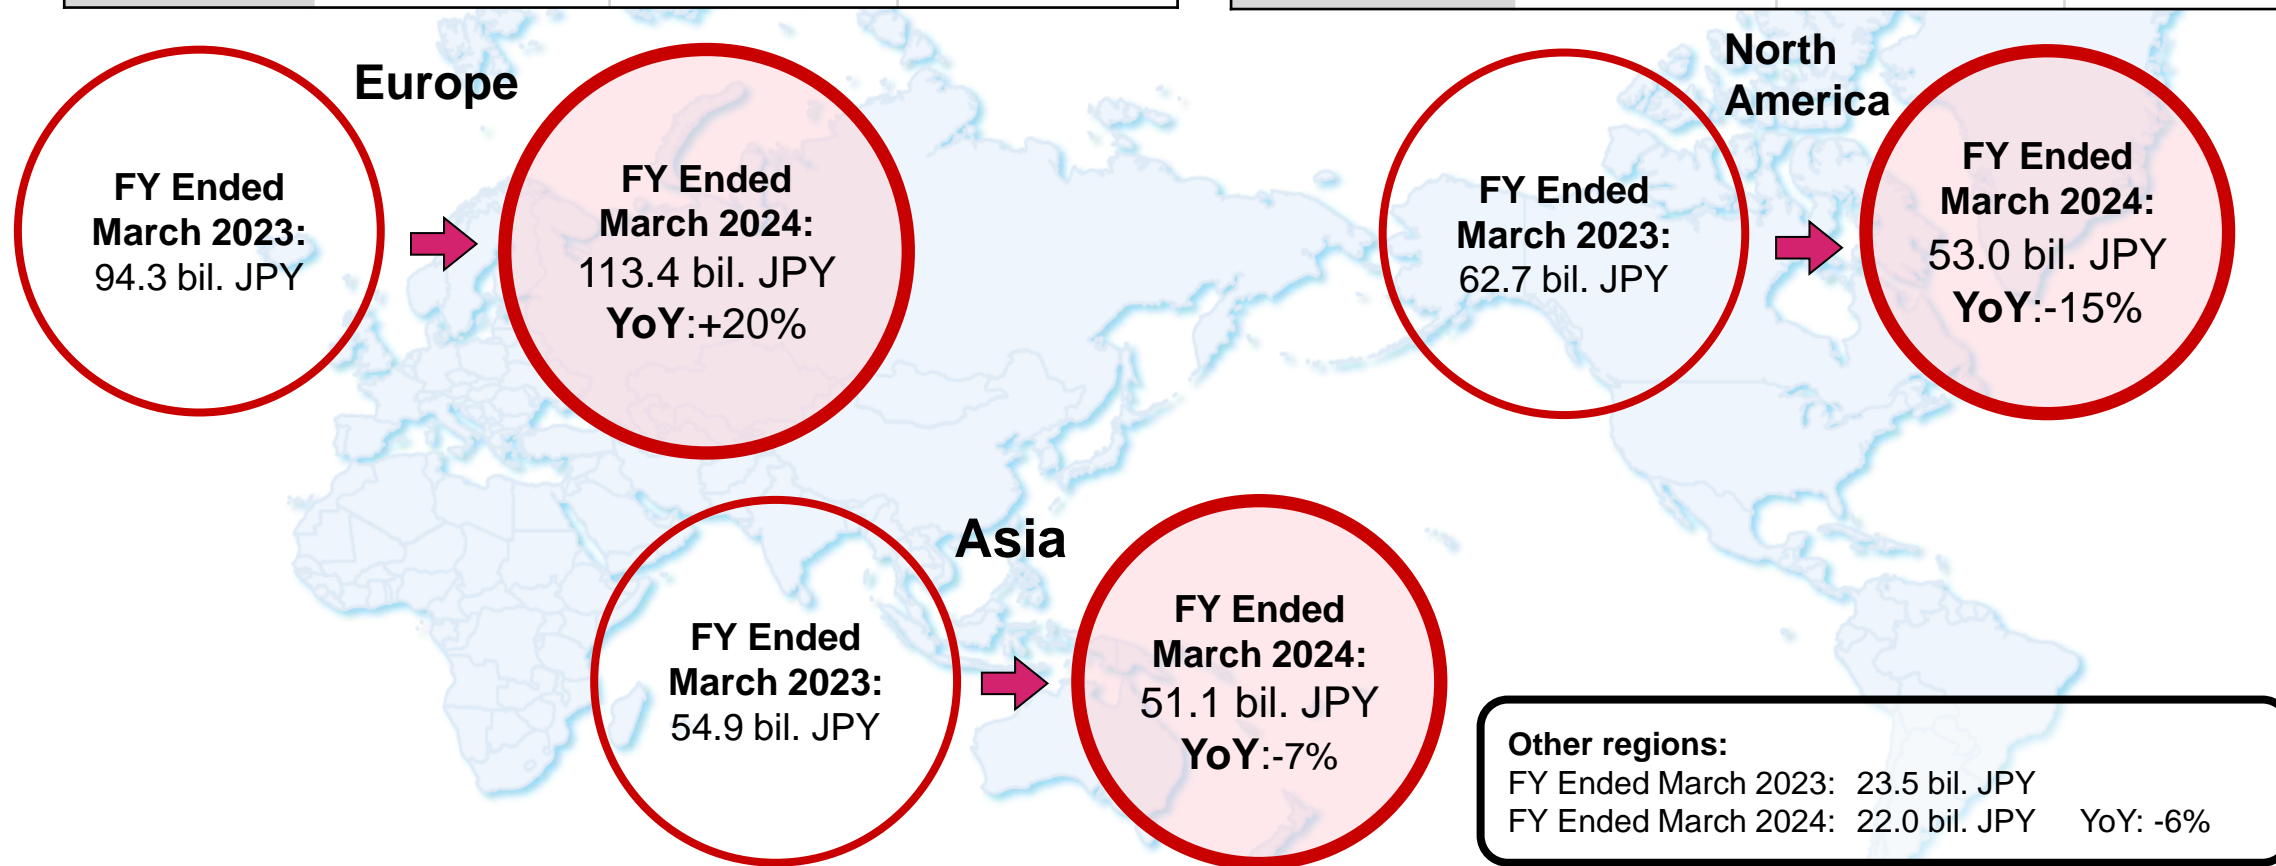 Europe
FY Ended
March 2023:
94.3 bil. JPY
FY Ended
March 2024:
113.4 bil. JPY
YoY:+20%
North
America
FY Ended
March 2023:
62.7 bil. JPY
FY Ended
March 2024:
53.0 bil. JPY
YoY:-15%
Asia
FY Ended
March 2023:
54.9 bil. JPY
FY Ended
March 2024:
51.1 bil. JPY
YoY:-7%
Other regions:
FY Ended March 2023: 23.5 bil. JPY
FY Ended March 2024: 22.0 bil. JPY YoY: -6%